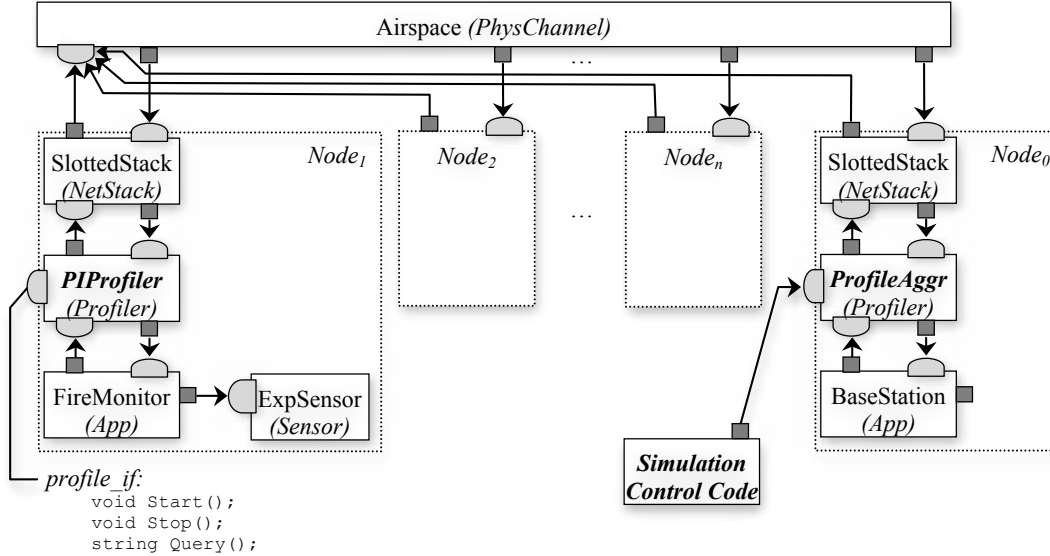 Airspace (PhysChannel)
...
SlottedStack
(NetStack)
Node1
Node2
Noden
SlottedStack
(NetStack)
Node0
...
PIProfiler
(Profiler)
ProfileAggr
(Profiler)
FireMonitor
(App)
ExpSensor
(Sensor)
BaseStation
(App)
Simulation
Control Code
profile_if:
void Start();
void Stop();
string Query();